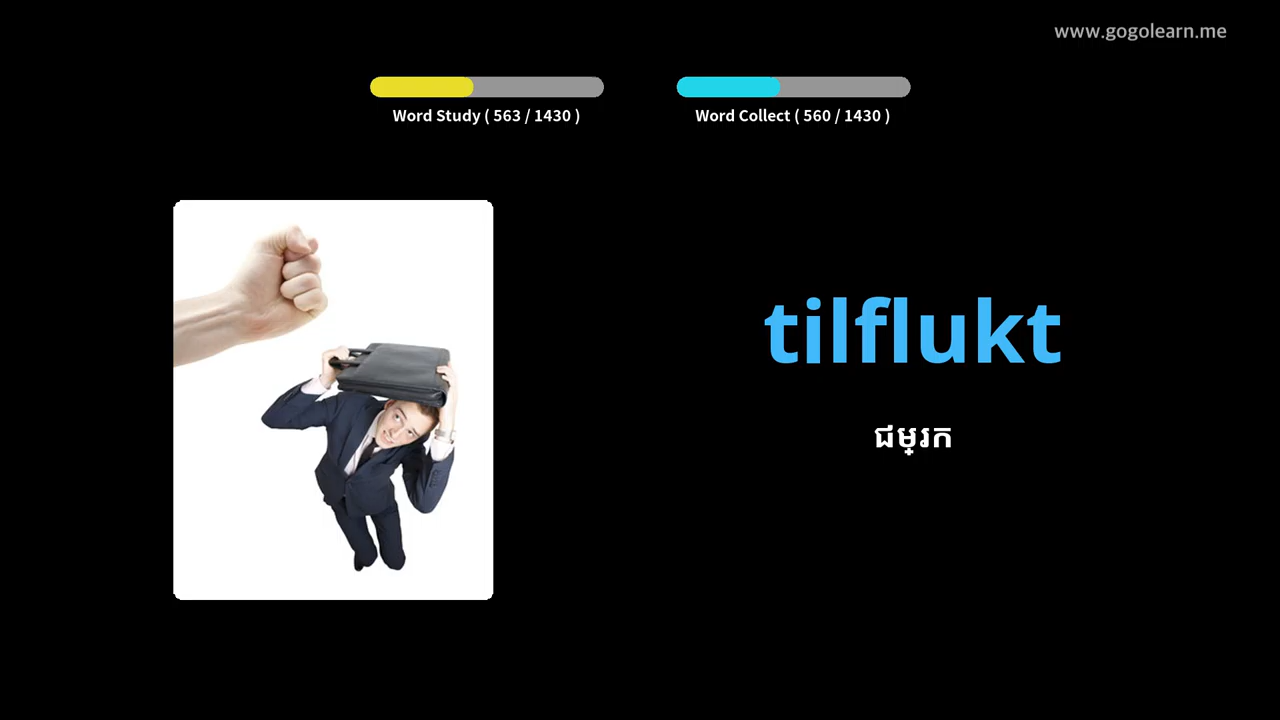 www.gogolearn.me
Word Study ( 563 / 1430 )
Word Collect ( 560 / 1430 )
tilflukt
ជម្រក